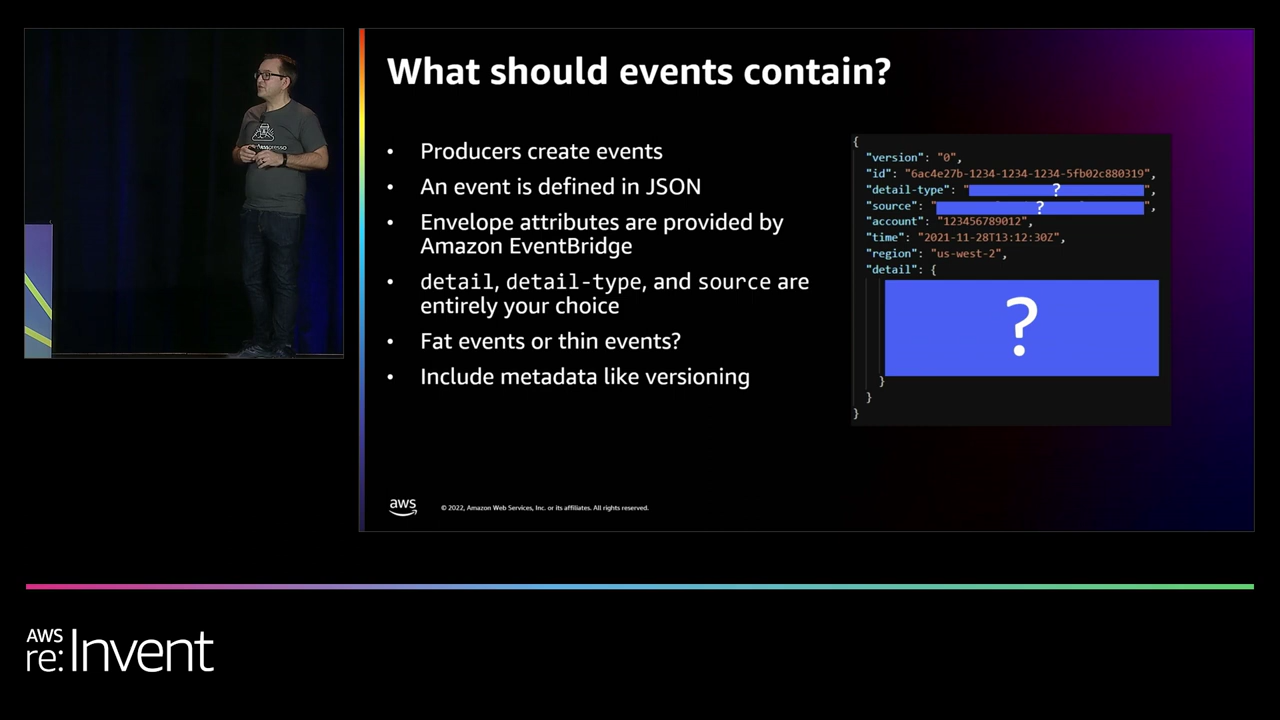 What should events contain?
• Producers create events
• An event is defined in JSON
• Envelope attributes are provided by
Amazon EventBridge
• detail, detail-type, and source are
entirely your choice
• Fat events or thin events?
• Include metadata like versioning
{
"version": "0",
"id": "6ac4e27b-1234-1234-1234-5fb02c880319",
"detail-type": "?",
"source": "?",
"account": "123456789012",
"time": "2021-11-28T13:12:30Z",
"region": "us-west-2",
"detail": {
?
}
}
}
aws
© 2022, Amazon Web Services, Inc. or its affiliates. All rights reserved.
AWS
re:Invent